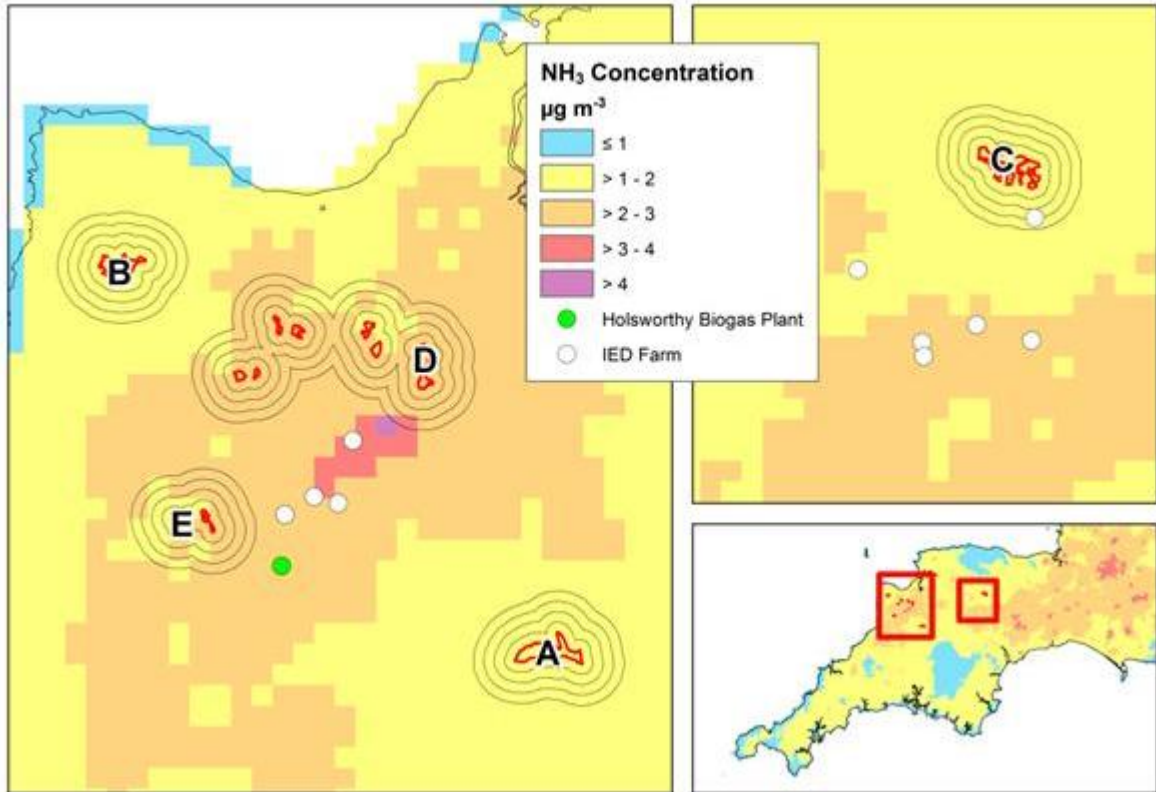 NH₃ Concentration
µg m⁻³
≤ 1
> 1 - 2
> 2 - 3
> 3 - 4
> 4
Holsworthy Biogas Plant
IED Farm
B
D
E
A
C